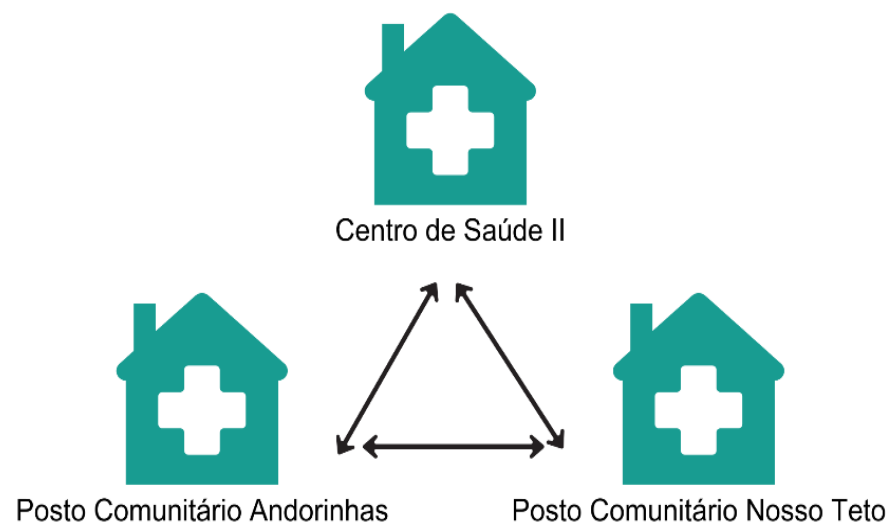 Centro de Saúde II
Posto Comunitário Andorinhas
Posto Comunitário Nosso Teto